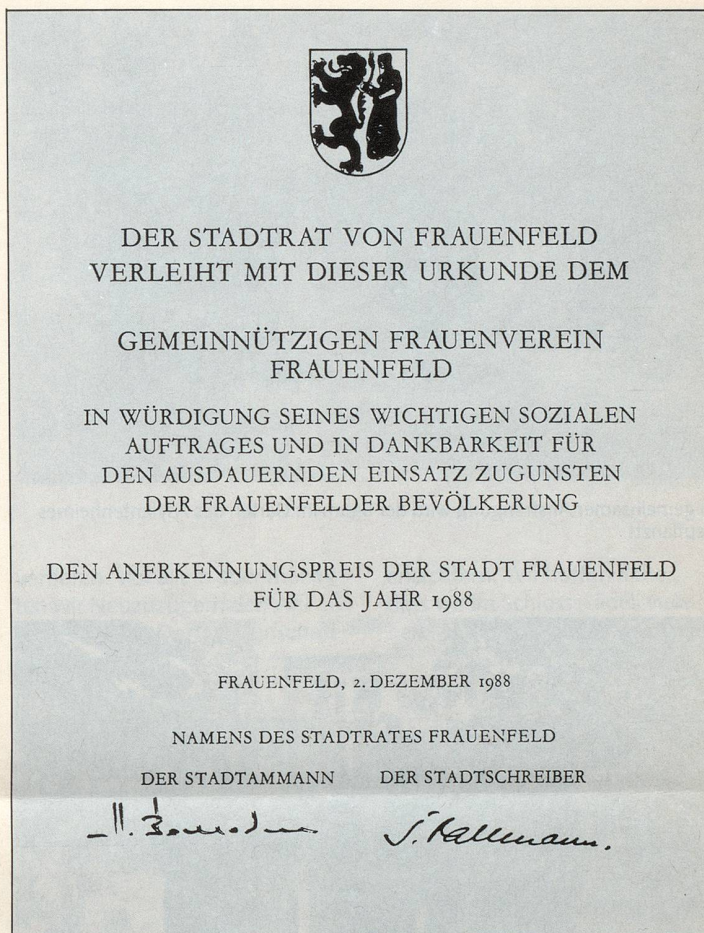 DER STADTRAT VON FRAUENFELD
VERLEIHT MIT DIESER URKUNDE DEM
GEMEINNÜTZIGEN FRAUENVEREIN
FRAUENFELD
IN WÜRDIGUNG SEINES WICHTIGEN SOZIALEN
AUFTRAGES UND IN DANKBARKEIT FÜR
DEN AUSDAUERNDEN EINSATZ ZUGUNSTEN
DER FRAUENFELDER BEVÖLKERUNG
DEN ANERKENNUNGSPREIS DER STADT FRAUENFELD
FÜR DAS JAHR 1988
FRAUENFELD, 2. DEZEMBER 1988
NAMENS DES STADTRATES FRAUENFELD
DER STADTAMMANN DER STADTSCHREIBER